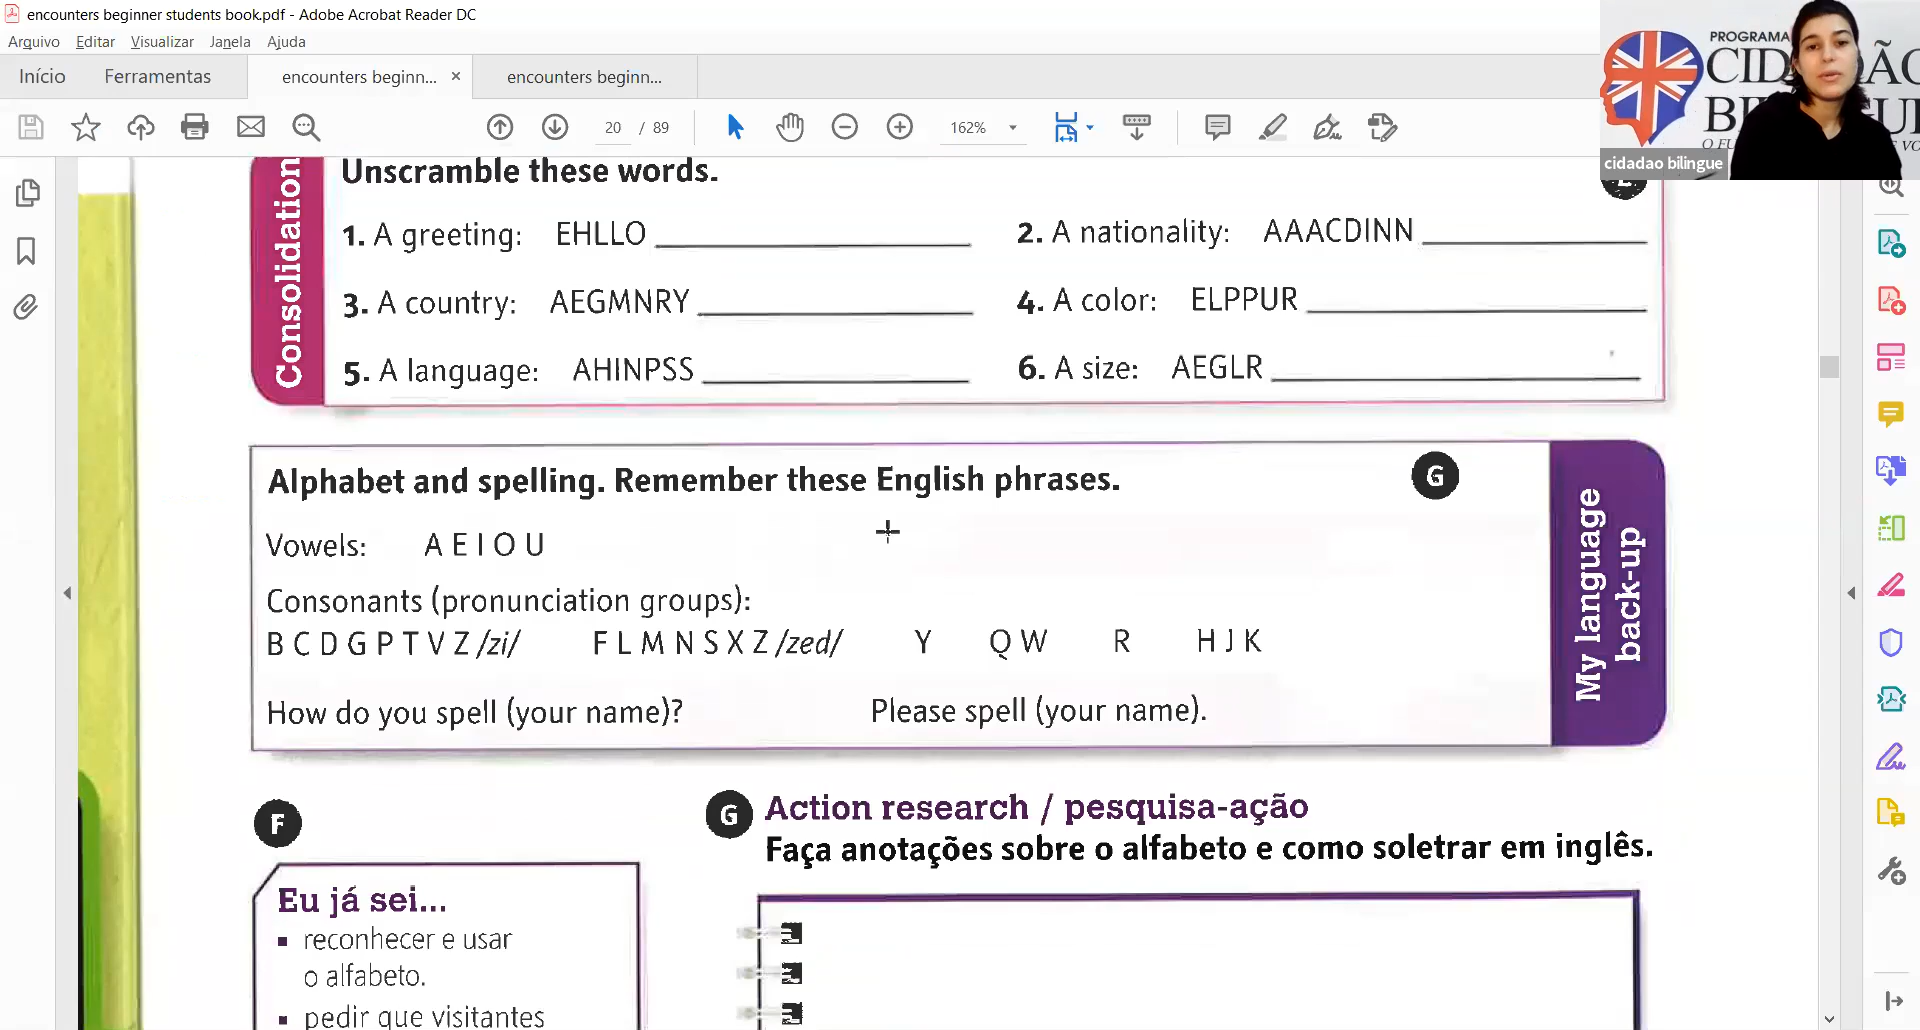 encounters beginner students book.pdf - Adobe Acrobat Reader DC
Arquivo Editar Visualizar Janela Ajuda
Início Ferramentas encounters beginn... × encounters beginn...
20 / 89 162%
PROGRAMA
cidadao bilingue
Consolidation
Unscramble these words.
1. A greeting: EHLLO
2. A nationality: AAACDINN
3. A country: AEGMNRY
4. A color: ELPPUR
5. A language: AHINPSS
6. A size: AEGLR
Alphabet and spelling. Remember these English phrases. G
Vowels: A E I O U
Consonants (pronunciation groups):
B C D G P T V Z /zi/ F L M N S X Z /zed/ Y Q W R H J K
How do you spell (your name)? Please spell (your name).
My language
back-up
F
Eu já sei...
▪ reconhecer e usar
o alfabeto.
▪ pedir que visitantes
G Action research / pesquisa-ação
Faça anotações sobre o alfabeto e como soletrar em inglês.